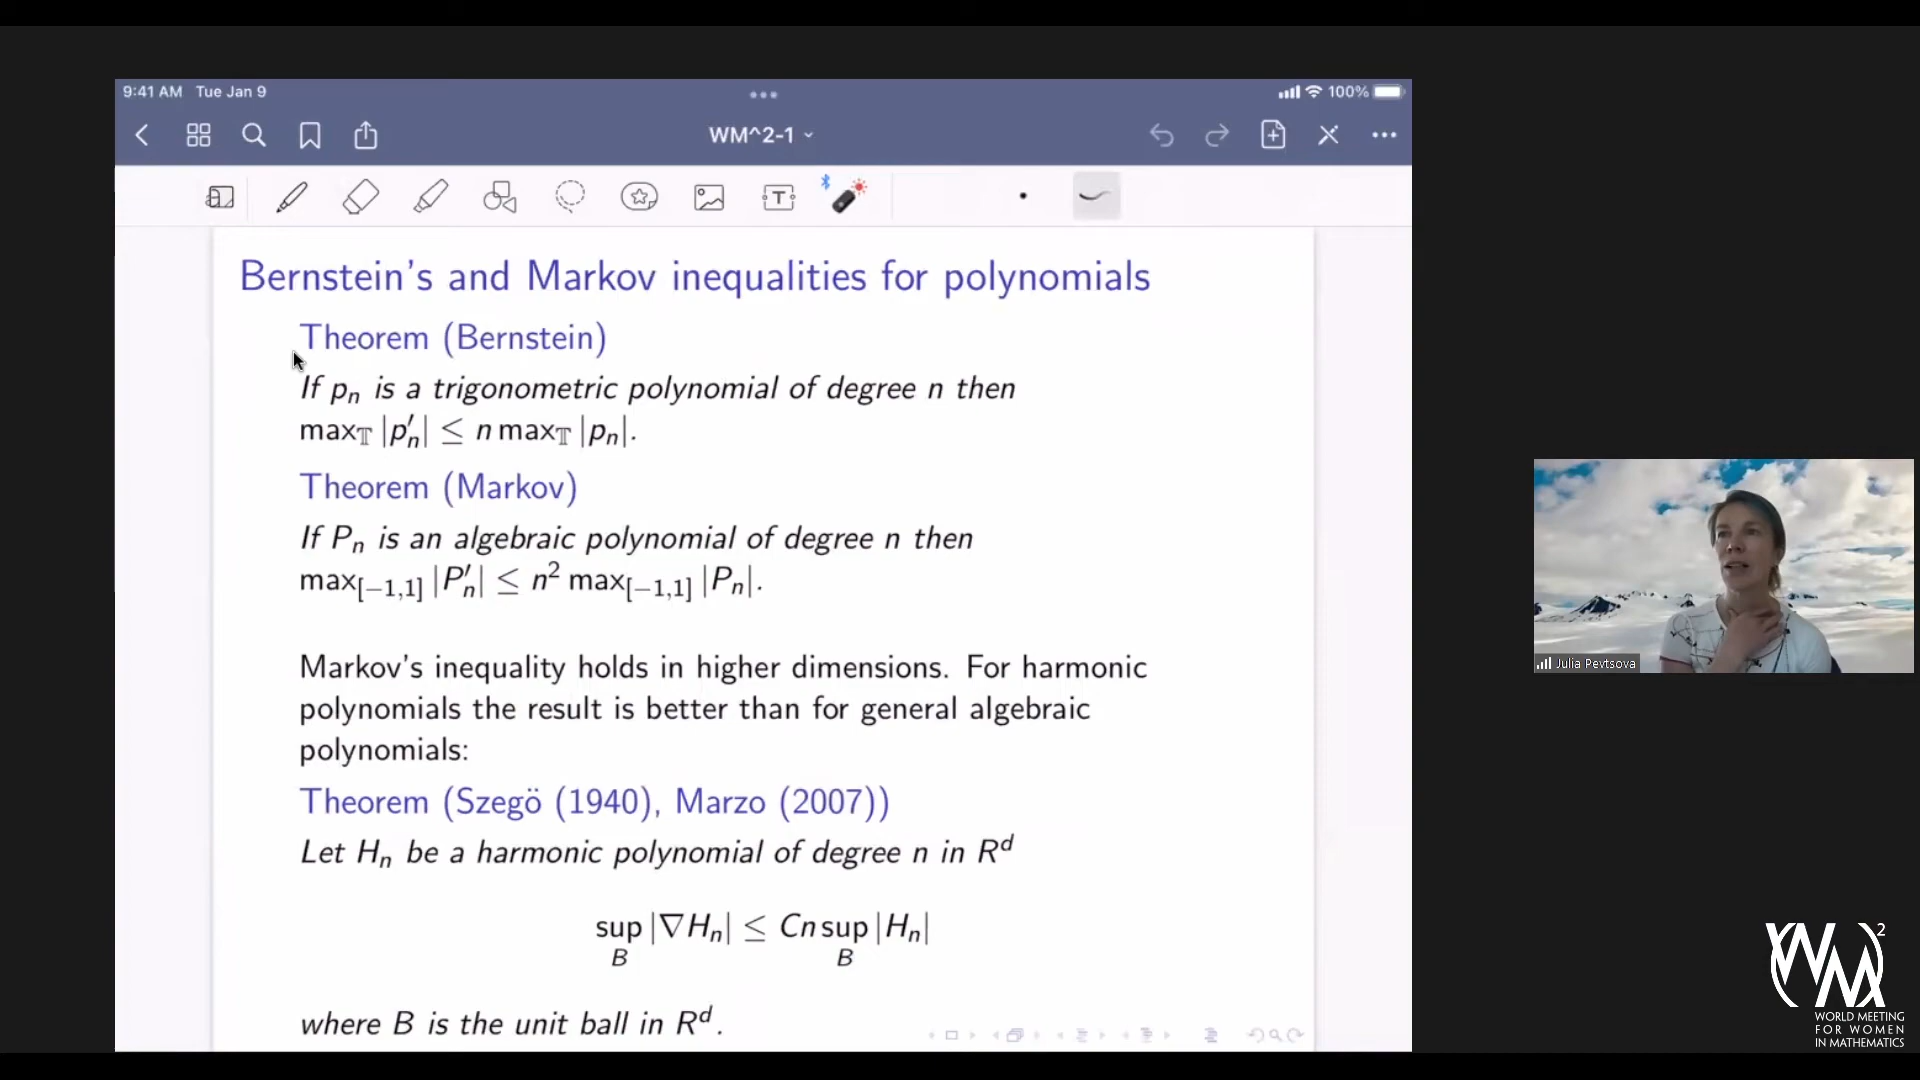 9:41 AM Tue Jan 9
100%
WM^2-1
T
Bernstein's and Markov inequalities for polynomials
Theorem (Bernstein)
If pₙ is a trigonometric polynomial of degree n then
max_𝕋 |p′ₙ| ≤ n max_𝕋 |pₙ|.
Theorem (Markov)
If Pₙ is an algebraic polynomial of degree n then
max_[−1,1] |P′ₙ| ≤ n² max_[−1,1] |Pₙ|.
Markov's inequality holds in higher dimensions. For harmonic
polynomials the result is better than for general algebraic
polynomials:
Theorem (Szegö (1940), Marzo (2007))
Let Hₙ be a harmonic polynomial of degree n in Rᵈ
sup_B |∇Hₙ| ≤ Cn sup_B |Hₙ|
where B is the unit ball in Rᵈ.
Julia Pevtsova
WM²
WORLD MEETING
FOR WOMEN
IN MATHEMATICS